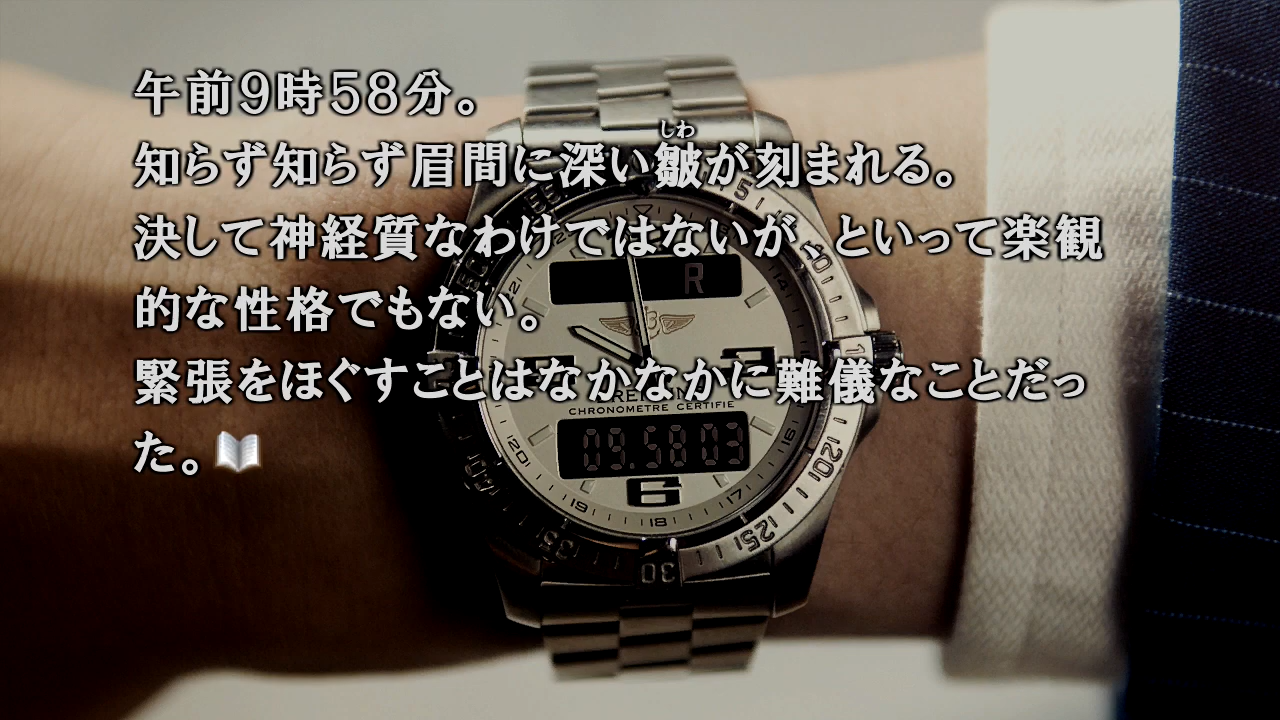 午前9時58分。
しわ
知らず知らず眉間に深い皺が刻まれる。
決して神経質なわけではないが、といって楽観
的な性格でもない。
緊張をほぐすことはなかなかに難儀なことだっ
た。
R
CHRONOMETRE CERTIFIE
09.58 03
6